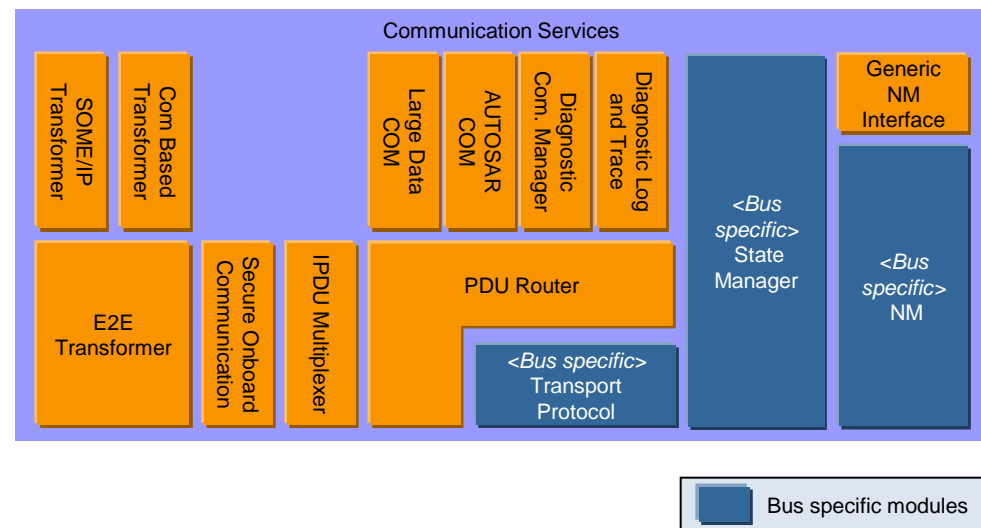 Communication Services
SOME/IP
Transformer
Com Based
Transformer
Large Data
COM
AUTOSAR
COM
Diagnostic
Com. Manager
Diagnostic Log
and Trace
<Bus
specific>
State
Manager
Generic
NM
Interface
E2E
Transformer
Secure Onboard
Communication
IPDU Multiplexer
PDU Router
<Bus specific>
Transport
Protocol
<Bus
specific>
NM
Bus specific modules